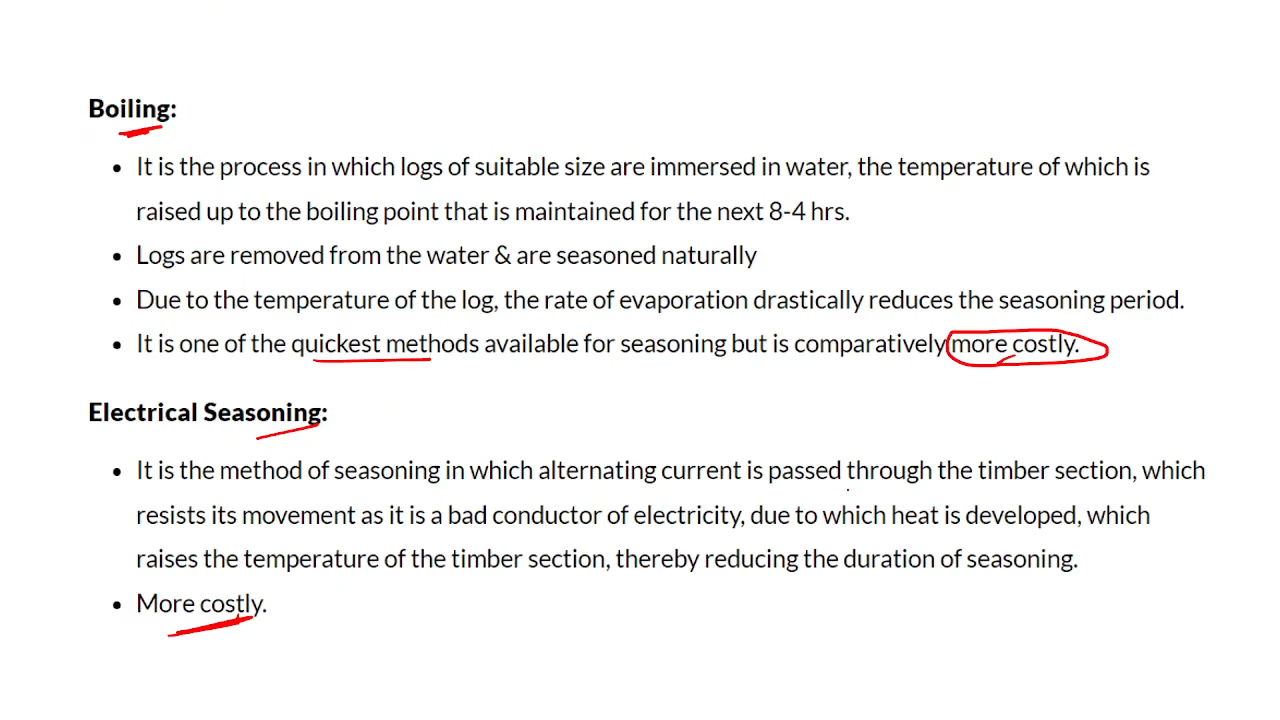 Boiling:
• It is the process in which logs of suitable size are immersed in water, the temperature of which is
raised up to the boiling point that is maintained for the next 8-4 hrs.
• Logs are removed from the water & are seasoned naturally
• Due to the temperature of the log, the rate of evaporation drastically reduces the seasoning period.
• It is one of the quickest methods available for seasoning but is comparatively more costly.
Electrical Seasoning:
• It is the method of seasoning in which alternating current is passed through the timber section, which
resists its movement as it is a bad conductor of electricity, due to which heat is developed, which
raises the temperature of the timber section, thereby reducing the duration of seasoning.
• More costly.